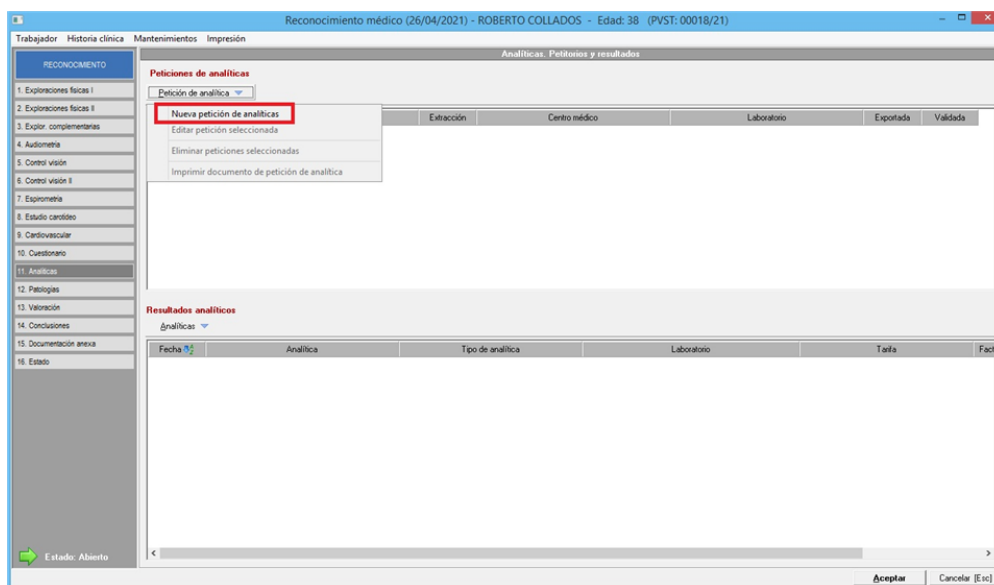 Reconocimiento médico (26/04/2021) - ROBERTO COLLADOS - Edad: 38 (PVST: 00018/21)
Trabajador Historia clínica Mantenimientos Impresión
RECONOCIMIENTO
1. Exploraciones físicas I
2. Exploraciones físicas II
3. Explor. complementarias
4. Audiometría
5. Control visión
6. Control visión II
7. Espirometría
8. Estudio carotídeo
9. Cardiovascular
10. Cuestionario
11. Analíticas
12. Patologías
13. Valoración
14. Conclusiones
15. Documentación anexa
16. Estado
Estado: Abierto
Analíticas. Petitorios y resultados
Peticiones de analíticas
Petición de analítica
Nueva petición de analíticas
Editar petición seleccionada
Eliminar peticiones seleccionadas
Imprimir documento de petición de analítica
Extracción Centro médico Laboratorio Exportada Validada
Resultados analíticos
Analíticas
Fecha Analítica Tipo de analítica Laboratorio Tarifa Fact
Aceptar Cancelar [Esc]